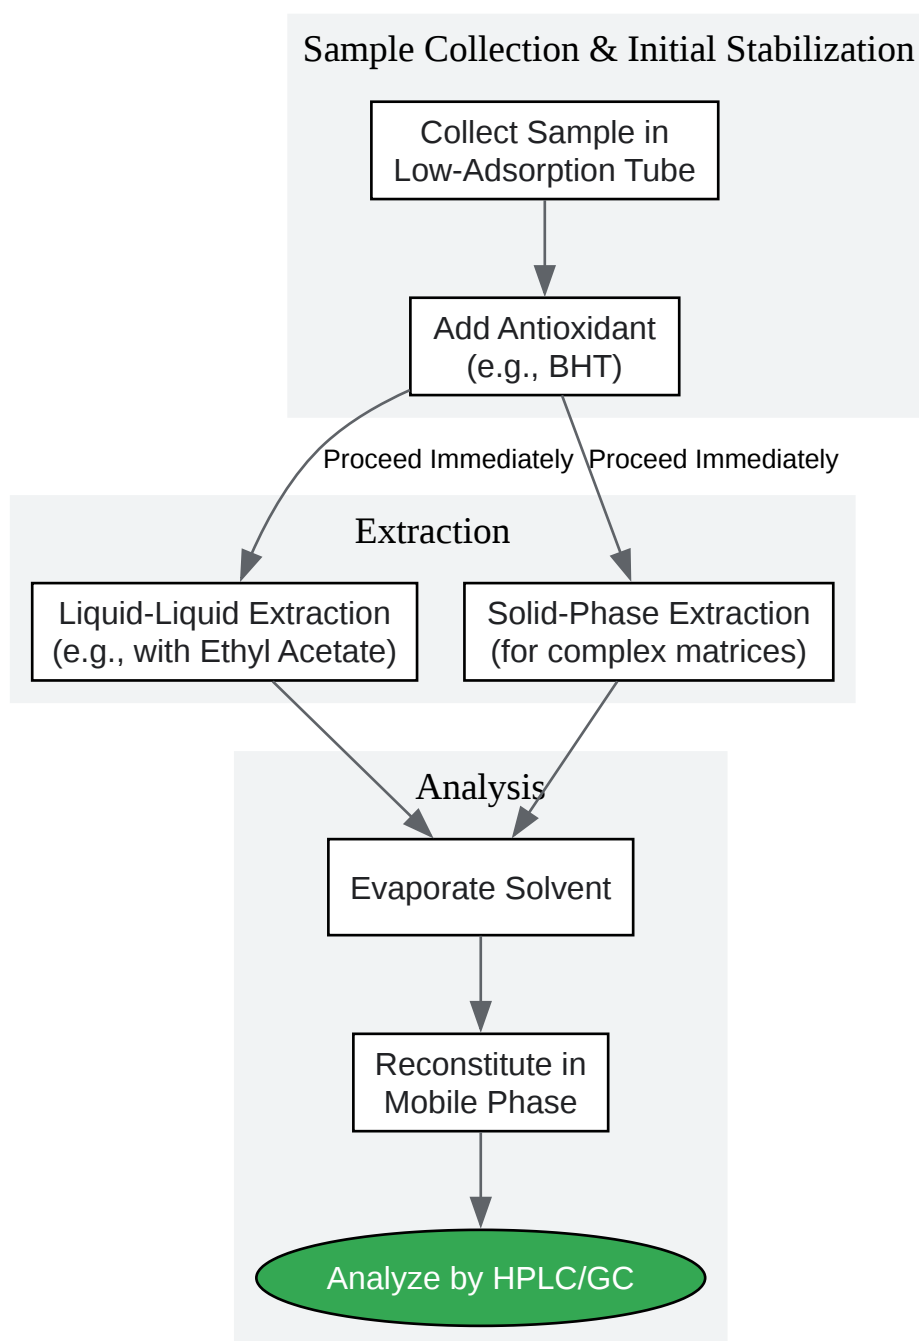 Sample Collection & Initial Stabilization
Collect Sample in
Low-Adsorption Tube
Add Antioxidant
(e.g., BHT)
Proceed Immediately
Proceed Immediately
Extraction
Liquid-Liquid Extraction
(e.g., with Ethyl Acetate)
Solid-Phase Extraction
(for complex matrices)
Analysis
Evaporate Solvent
Reconstitute in
Mobile Phase
Analyze by HPLC/GC